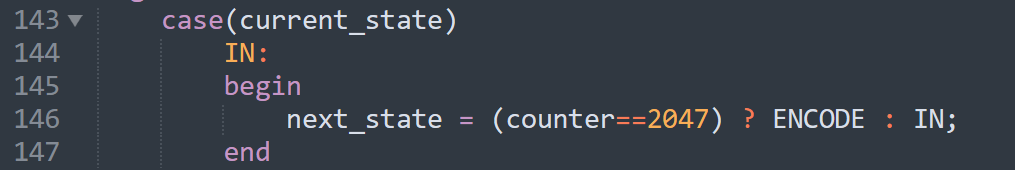 143 case(current_state)
144 IN:
145 begin
146 next_state = (counter==2047) ? ENCODE : IN;
147 end